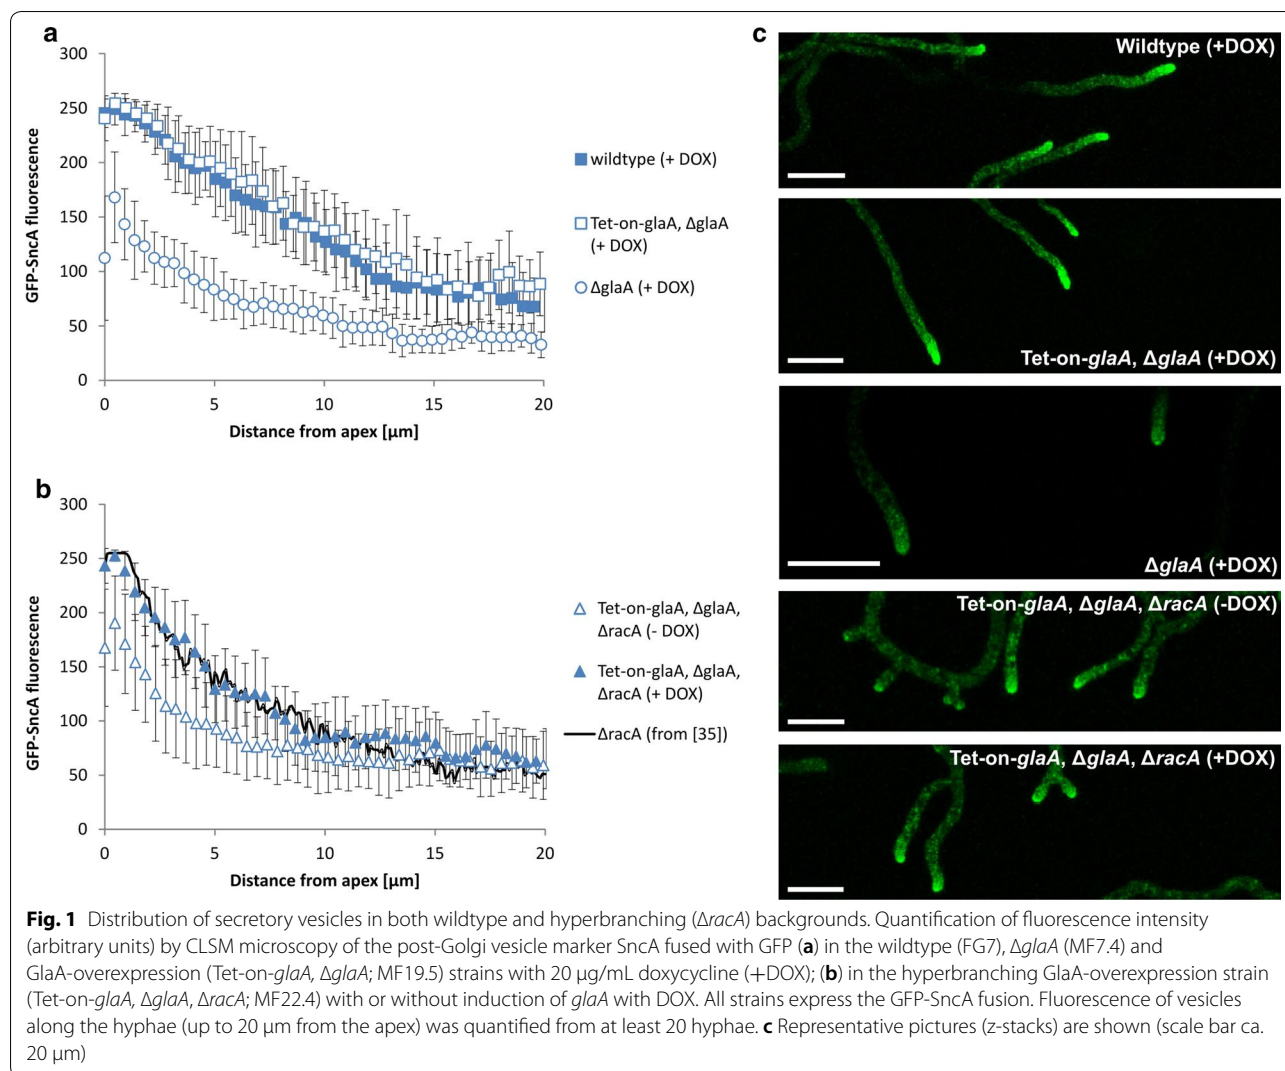 a
300
250
200
150
100
50
0
GFP-SncA fluorescence
0 5 10 15 20
Distance from apex [µm]
wildtype (+ DOX)
Tet-on-glaA, ΔglaA
(+ DOX)
ΔglaA (+ DOX)
b
300
250
200
150
100
50
0
GFP-SncA fluorescence
0 5 10 15 20
Distance from apex [µm]
Tet-on-glaA, ΔglaA,
ΔracA (- DOX)
Tet-on-glaA, ΔglaA,
ΔracA (+ DOX)
ΔracA (from [35])
c
Wildtype (+DOX)
Tet-on-glaA, ΔglaA (+DOX)
ΔglaA (+DOX)
Tet-on-glaA, ΔglaA, ΔracA (-DOX)
Tet-on-glaA, ΔglaA, ΔracA (+DOX)
Fig. 1 Distribution of secretory vesicles in both wildtype and hyperbranching (ΔracA) backgrounds. Quantification of fluorescence intensity
(arbitrary units) by CLSM microscopy of the post-Golgi vesicle marker SncA fused with GFP (a) in the wildtype (FG7), ΔglaA (MF7.4) and
GlaA-overexpression (Tet-on-glaA, ΔglaA; MF19.5) strains with 20 µg/mL doxycycline (+DOX); (b) in the hyperbranching GlaA-overexpression strain
(Tet-on-glaA, ΔglaA, ΔracA; MF22.4) with or without induction of glaA with DOX. All strains express the GFP-SncA fusion. Fluorescence of vesicles
along the hyphae (up to 20 µm from the apex) was quantified from at least 20 hyphae. c Representative pictures (z-stacks) are shown (scale bar ca.
20 µm)